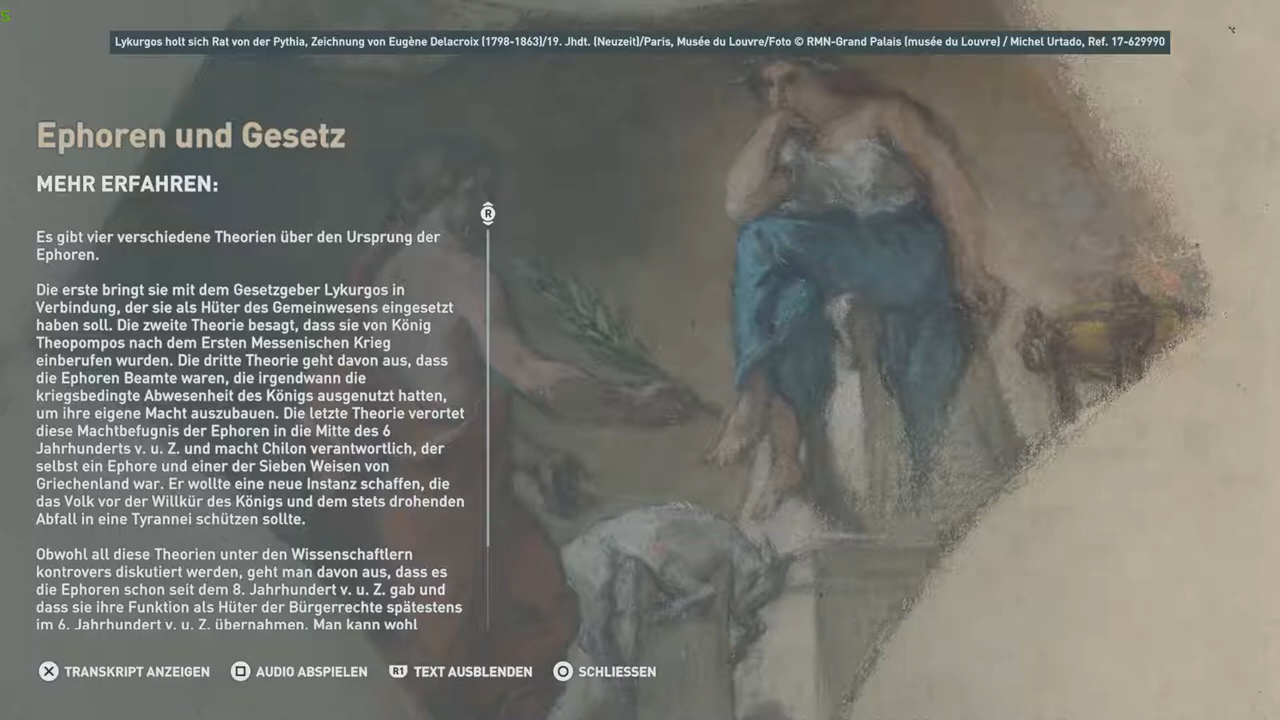 S
Lykurgos holt sich Rat von der Pythia, Zeichnung von Eugène Delacroix (1798-1863)/19. Jhdt. (Neuzeit)/Paris, Musée du Louvre/Foto © RMN-Grand Palais (musée du Louvre) / Michel Urtado, Ref. 17-629990
Ephoren und Gesetz
MEHR ERFAHREN:
R
Es gibt vier verschiedene Theorien über den Ursprung der
Ephoren.
Die erste bringt sie mit dem Gesetzgeber Lykurgos in
Verbindung, der sie als Hüter des Gemeinwesens eingesetzt
haben soll. Die zweite Theorie besagt, dass sie von König
Theopompos nach dem Ersten Messenischen Krieg
einberufen wurden. Die dritte Theorie geht davon aus, dass
die Ephoren Beamte waren, die irgendwann die
kriegsbedingte Abwesenheit des Königs ausgenutzt hatten,
um ihre eigene Macht auszubauen. Die letzte Theorie verortet
diese Machtbefugnis der Ephoren in die Mitte des 6
Jahrhunderts v. u. Z. und macht Chilon verantwortlich, der
selbst ein Ephore und einer der Sieben Weisen von
Griechenland war. Er wollte eine neue Instanz schaffen, die
das Volk vor der Willkür des Königs und dem stets drohenden
Abfall in eine Tyrannei schützen sollte.
Obwohl all diese Theorien unter den Wissenschaftlern
kontrovers diskutiert werden, geht man davon aus, dass es
die Ephoren schon seit dem 8. Jahrhundert v. u. Z. gab und
dass sie ihre Funktion als Hüter der Bürgerrechte spätestens
im 6. Jahrhundert v. u. Z. übernahmen. Man kann wohl
TRANSKRIPT ANZEIGEN AUDIO ABSPIELEN R1 TEXT AUSBLENDEN SCHLIESSEN